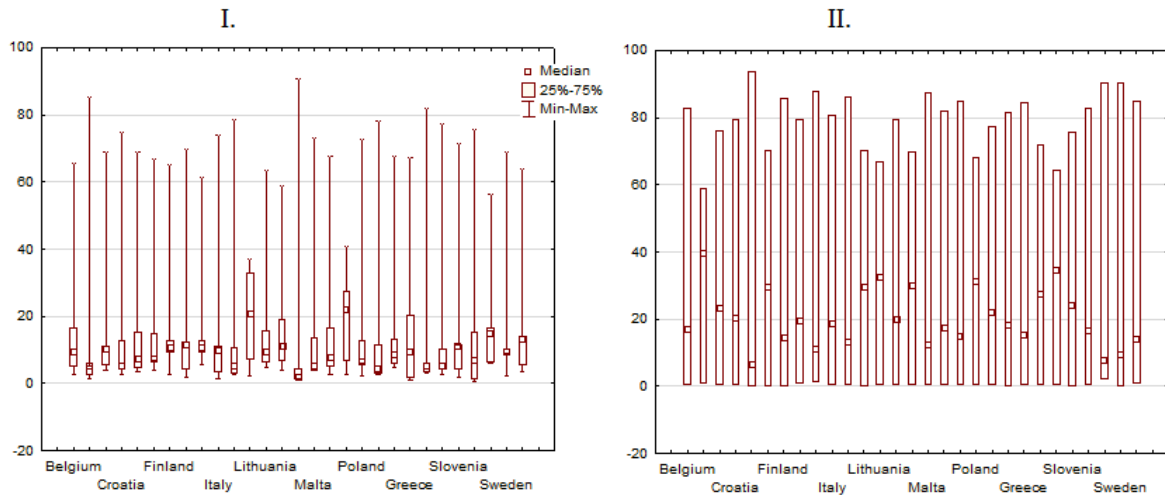 I.
II.
100
80
60
40
20
0
-20
Median
25%-75%
Min-Max
Belgium Finland Lithuania Poland Slovenia
Croatia Italy Malta Greece Sweden
100
80
60
40
20
0
-20
Belgium Finland Lithuania Poland Slovenia
Croatia Italy Malta Greece Sweden